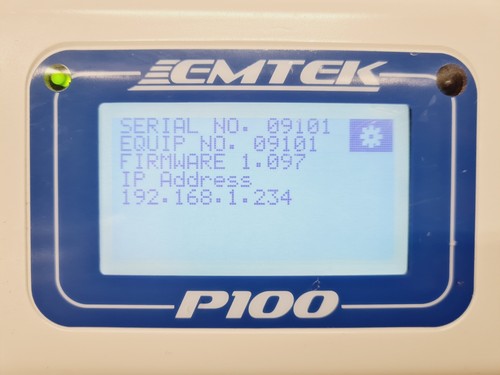 EMTEK
SERIAL NO. 09101
EQUIP NO. 09101
FIRMWARE 1.097
IP Address
192.168.1.234
P100